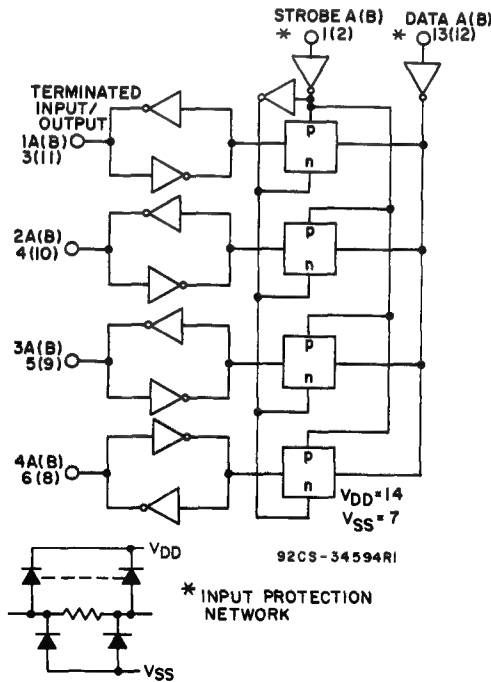 STROBE A(B) DATA A(B)
* 1(2) * 13(12)
TERMINATED
INPUT/
OUTPUT
1A(B)
3(11)
p
n
2A(B)
4(10)
p
n
3A(B)
5(9)
p
n
4A(B)
6(8)
p
n
VDD=14
VSS=7
92CS-34594RI
VDD
* INPUT PROTECTION
NETWORK
VSS